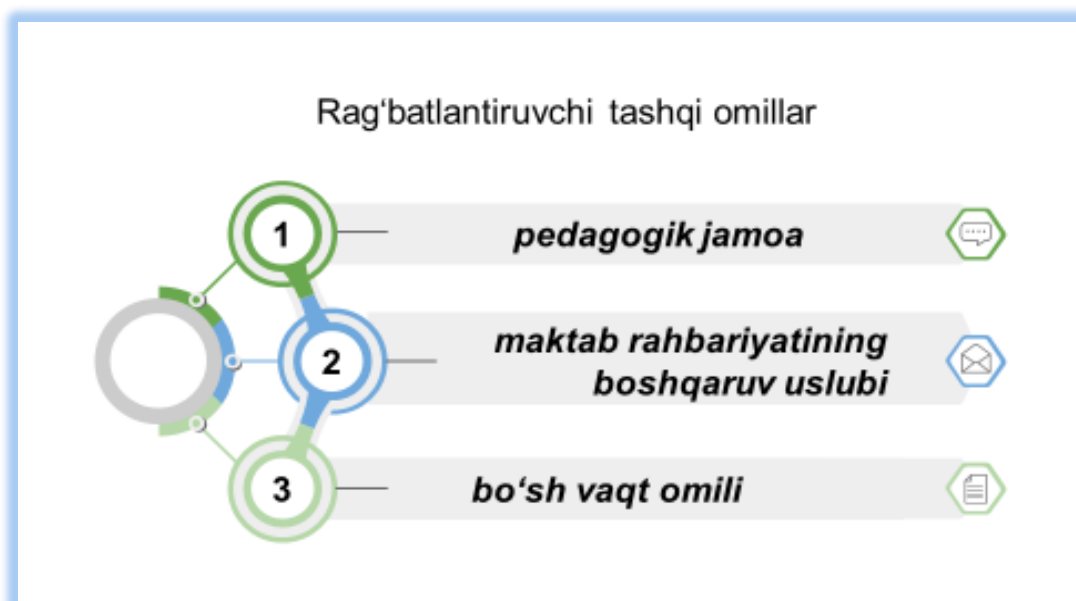 Rag‘batlantiruvchi tashqi omillar
1
pedagogik jamoa
2
maktab rahbariyatining
boshqaruv uslubi
3
bo‘sh vaqt omili